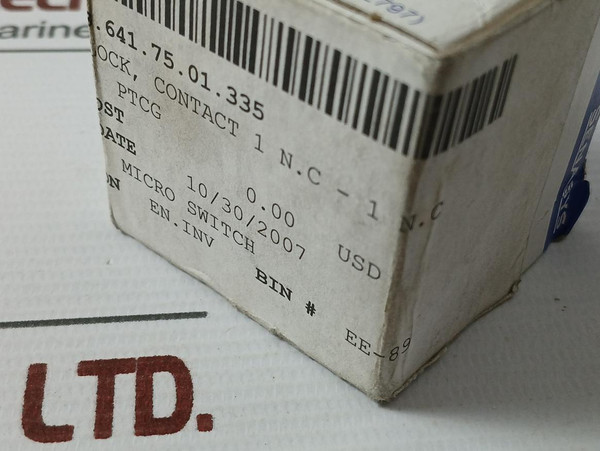 arine
1797)
.641.75.01.335
OCK, CONTACT 1 N.C - 1 N.C
PTCG
OST 0.00 USD
DATE 10/30/2007
MICRO SWITCH
ON EN.INV BIN # EE-89
LTD.